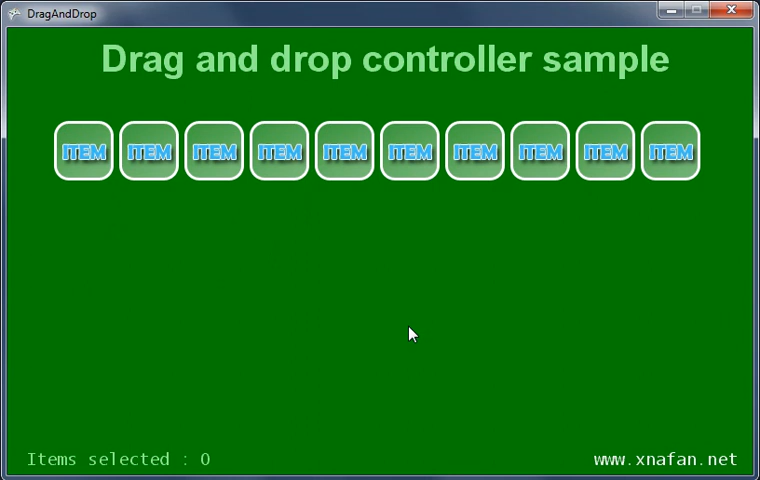 DragAndDrop
Drag and drop controller sample
ITEM ITEM ITEM ITEM ITEM ITEM ITEM ITEM ITEM ITEM
Items selected : 0
www.xnafan.net